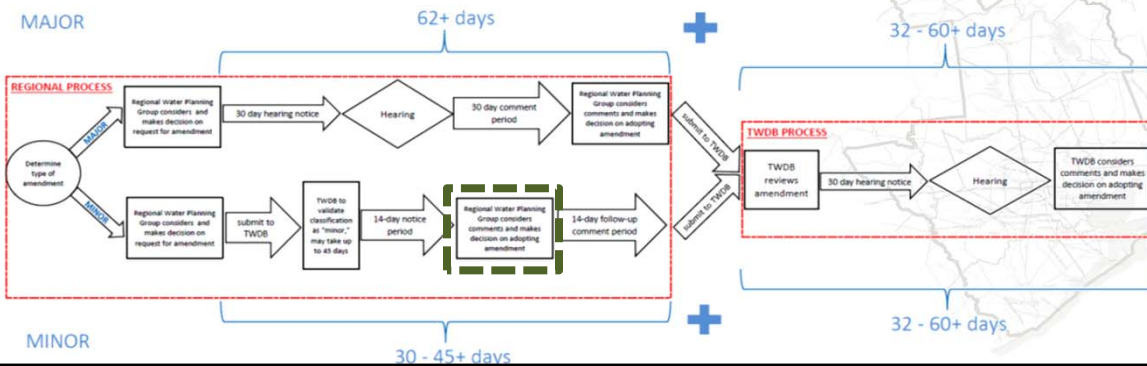 MAJOR
62+ days
32 - 60+ days
REGIONAL PROCESS
Determine
type of
amendment
MAJOR
Regional Water Planning
Group considers and
makes decision on
request for amendment
30 day hearing notice
Hearing
30 day comment
period
Regional Water Planning
Group considers
comments and makes
decision on adopting
amendment
submit to TWDB
MINOR
Regional Water Planning
Group considers and
makes decision on
request for amendment
submit to
TWDB
TWDB to
validate
classification
as "minor,"
may take up
to 45 days
14-day notice
period
Regional Water Planning
Group considers
comments and makes
decision on adopting
amendment
14-day follow-up
comment period
submit to TWDB
TWDB PROCESS
TWDB
reviews
amendment
30 day hearing notice
Hearing
TWDB considers
comments and makes
decision on adopting
amendment
MINOR
30 - 45+ days
32 - 60+ days